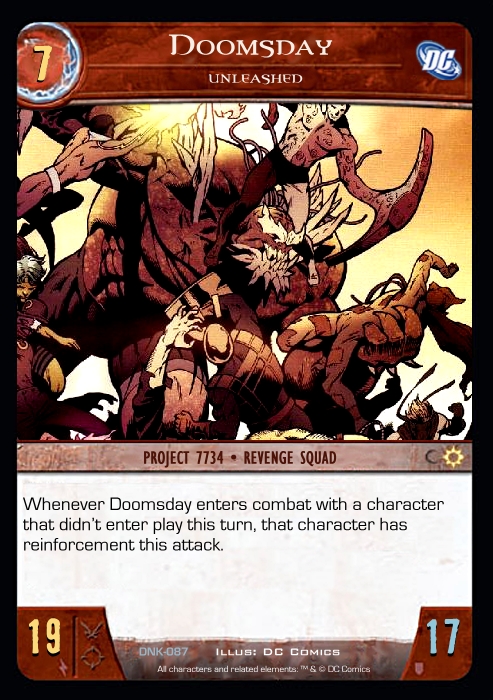 7
DOOMSDAY
UNLEASHED
DC
PROJECT 7734 • REVENGE SQUAD
Whenever Doomsday enters combat with a character
that didn't enter play this turn, that character has
reinforcement this attack.
19
17
DNK-087 ILLUS: DC COMICS
All characters and related elements: ™ & © DC Comics